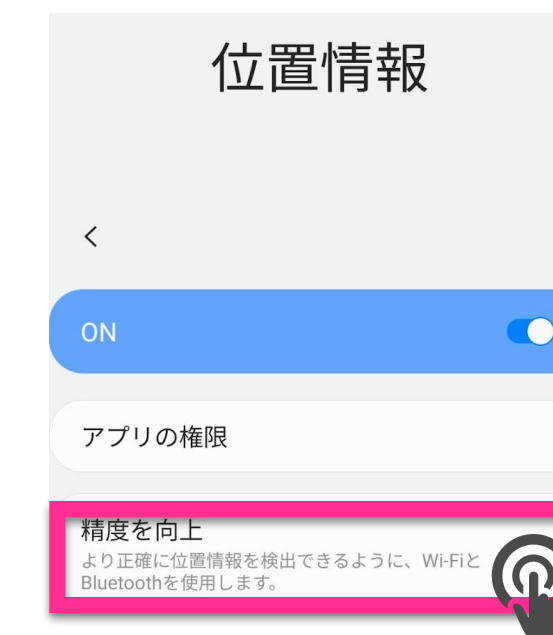 位置情報
ON
アプリの権限
精度を向上
より正確に位置情報を検出できるように、Wi-Fiと
Bluetoothを使用します。